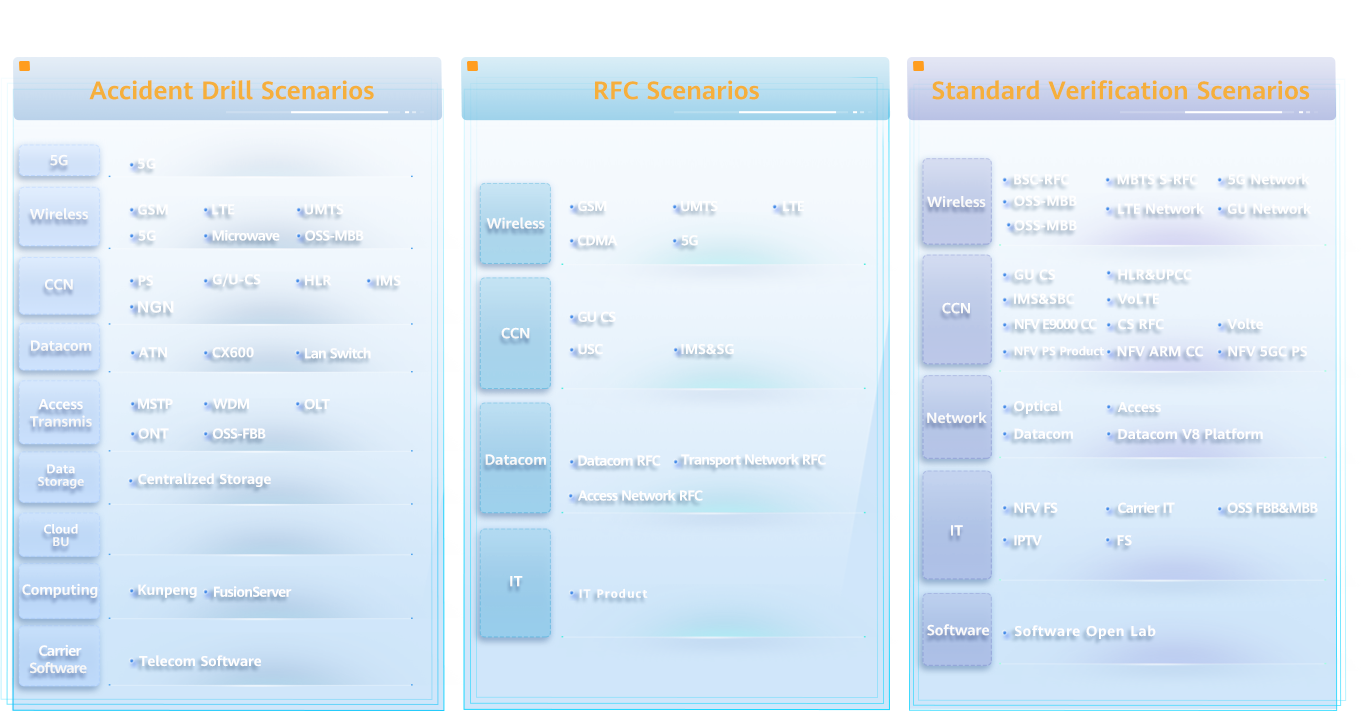 Accident Drill Scenarios
5G
• 5G
Wireless
• GSM • LTE • UMTS
• 5G • Microwave • OSS-MBB
CCN
• PS • G/U-CS • HLR • IMS
• NGN
Datacom
• ATN • CX600 • Lan Switch
Access
Transmis
• MSTP • WDM • OLT
• ONT • OSS-FBB
Data
Storage
• Centralized Storage
Cloud
BU
Computing
• Kunpeng • FusionServer
Carrier
Software
• Telecom Software
RFC Scenarios
Wireless
• GSM • UMTS • LTE
• CDMA • 5G
CCN
• GU CS
• USC • IMS&SG
Datacom
• Datacom RFC • Transport Network RFC
• Access Network RFC
IT
• IT Product
Standard Verification Scenarios
Wireless
• BSC-RFC • MBTS S-RFC • 5G Network
• OSS-MBB • LTE Network • GU Network
• OSS-MBB
CCN
• GU CS • HLR&UPCC
• IMS&SBC • VoLTE
• NFV E9000 CC • CS RFC • Volte
• NFV PS Product • NFV ARM CC • NFV 5GC PS
Network
• Optical • Access
• Datacom • Datacom V8 Platform
IT
• NFV FS • Carrier IT • OSS FBB&MBB
• IPTV • FS
Software
• Software Open Lab